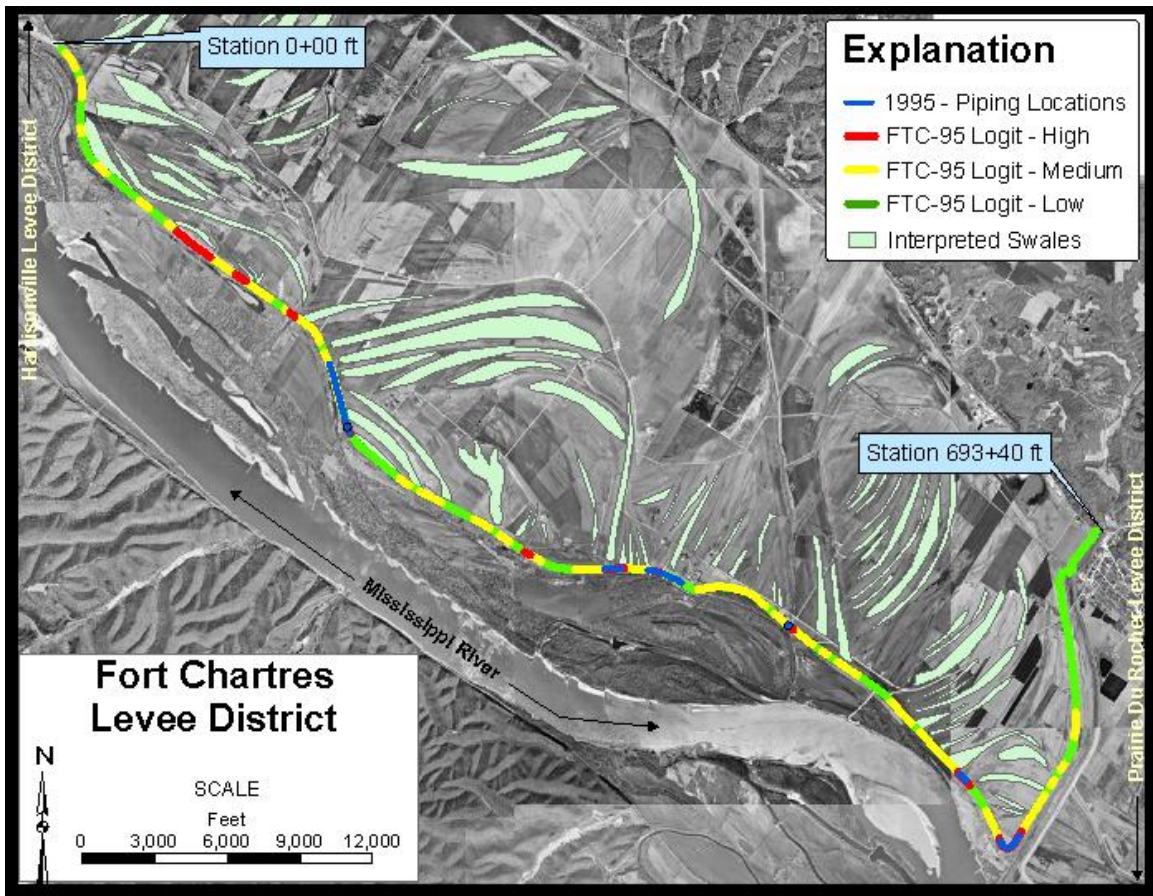 Station 0+00 ft
Explanation
1995 - Piping Locations
FTC-95 Logit - High
FTC-95 Logit - Medium
FTC-95 Logit - Low
Interpreted Swales
Harrisonville Levee District
Station 693+40 ft
Mississippi River
Prairie Du Rocher Levee District
Fort Chartres
Levee District
N
SCALE
Feet
0 3,000 6,000 9,000 12,000